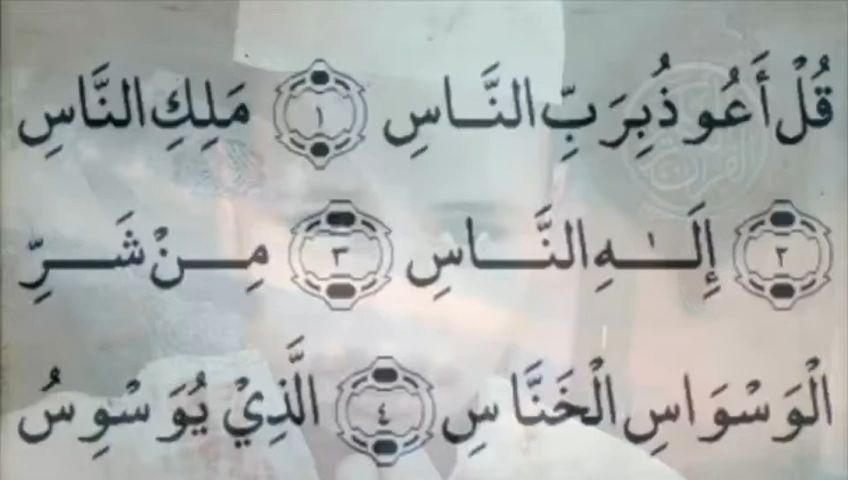 قُلْ أَعُوذُ بِرَبِّ النَّاسِ ١ مَلِكِ النَّاسِ
٢ إِلَٰهِ النَّاسِ ٣ مِنْ شَرِّ
الْوَسْوَاسِ الْخَنَّاسِ ٤ الَّذِيْ يُوَسْوِسُ